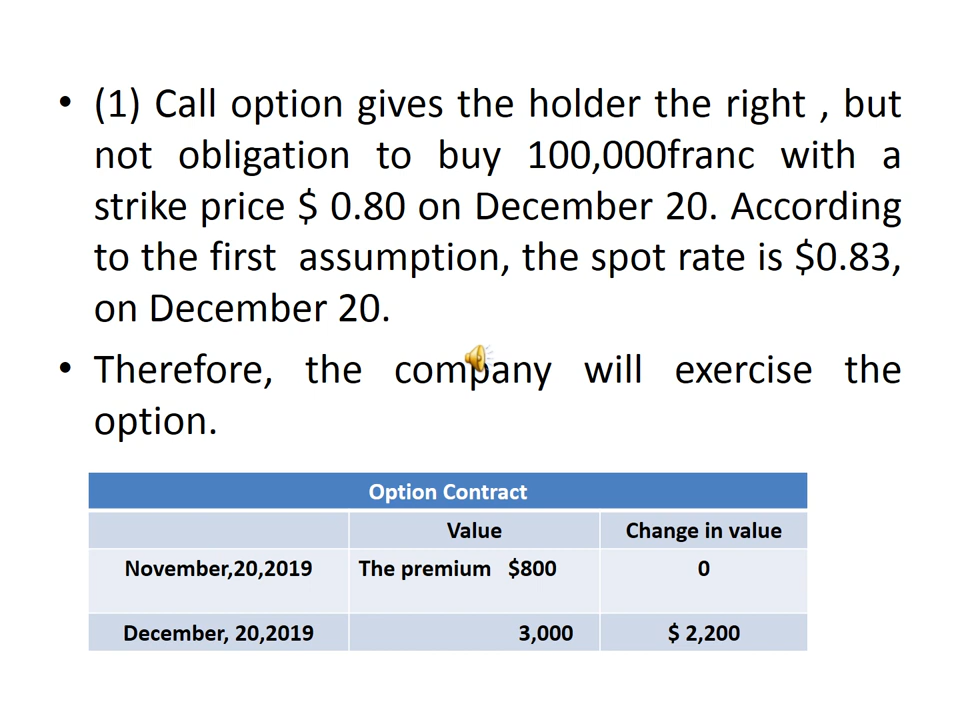 • (1) Call option gives the holder the right , but
not obligation to buy 100,000franc with a
strike price $ 0.80 on December 20. According
to the first assumption, the spot rate is $0.83,
on December 20.
• Therefore, the company will exercise the
option.
Option Contract
Value Change in value
November,20,2019 The premium $800 0
December, 20,2019 3,000 $ 2,200